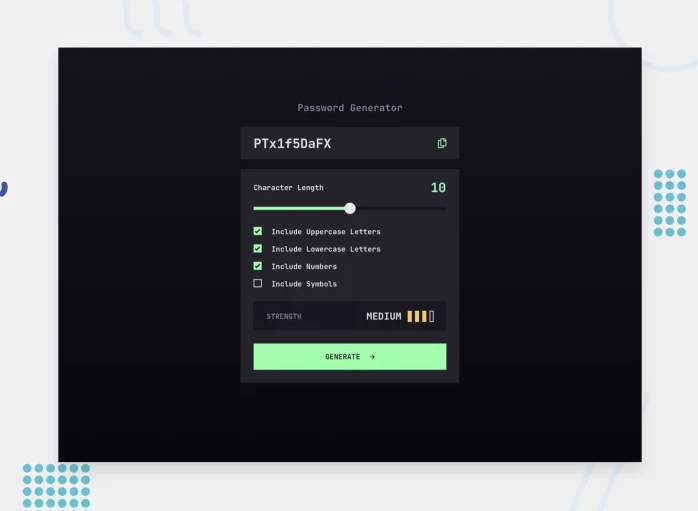 Password Generator
PTx1f5DaFX
Character Length 10
Include Uppercase Letters
Include Lowercase Letters
Include Numbers
Include Symbols
STRENGTH MEDIUM
GENERATE →